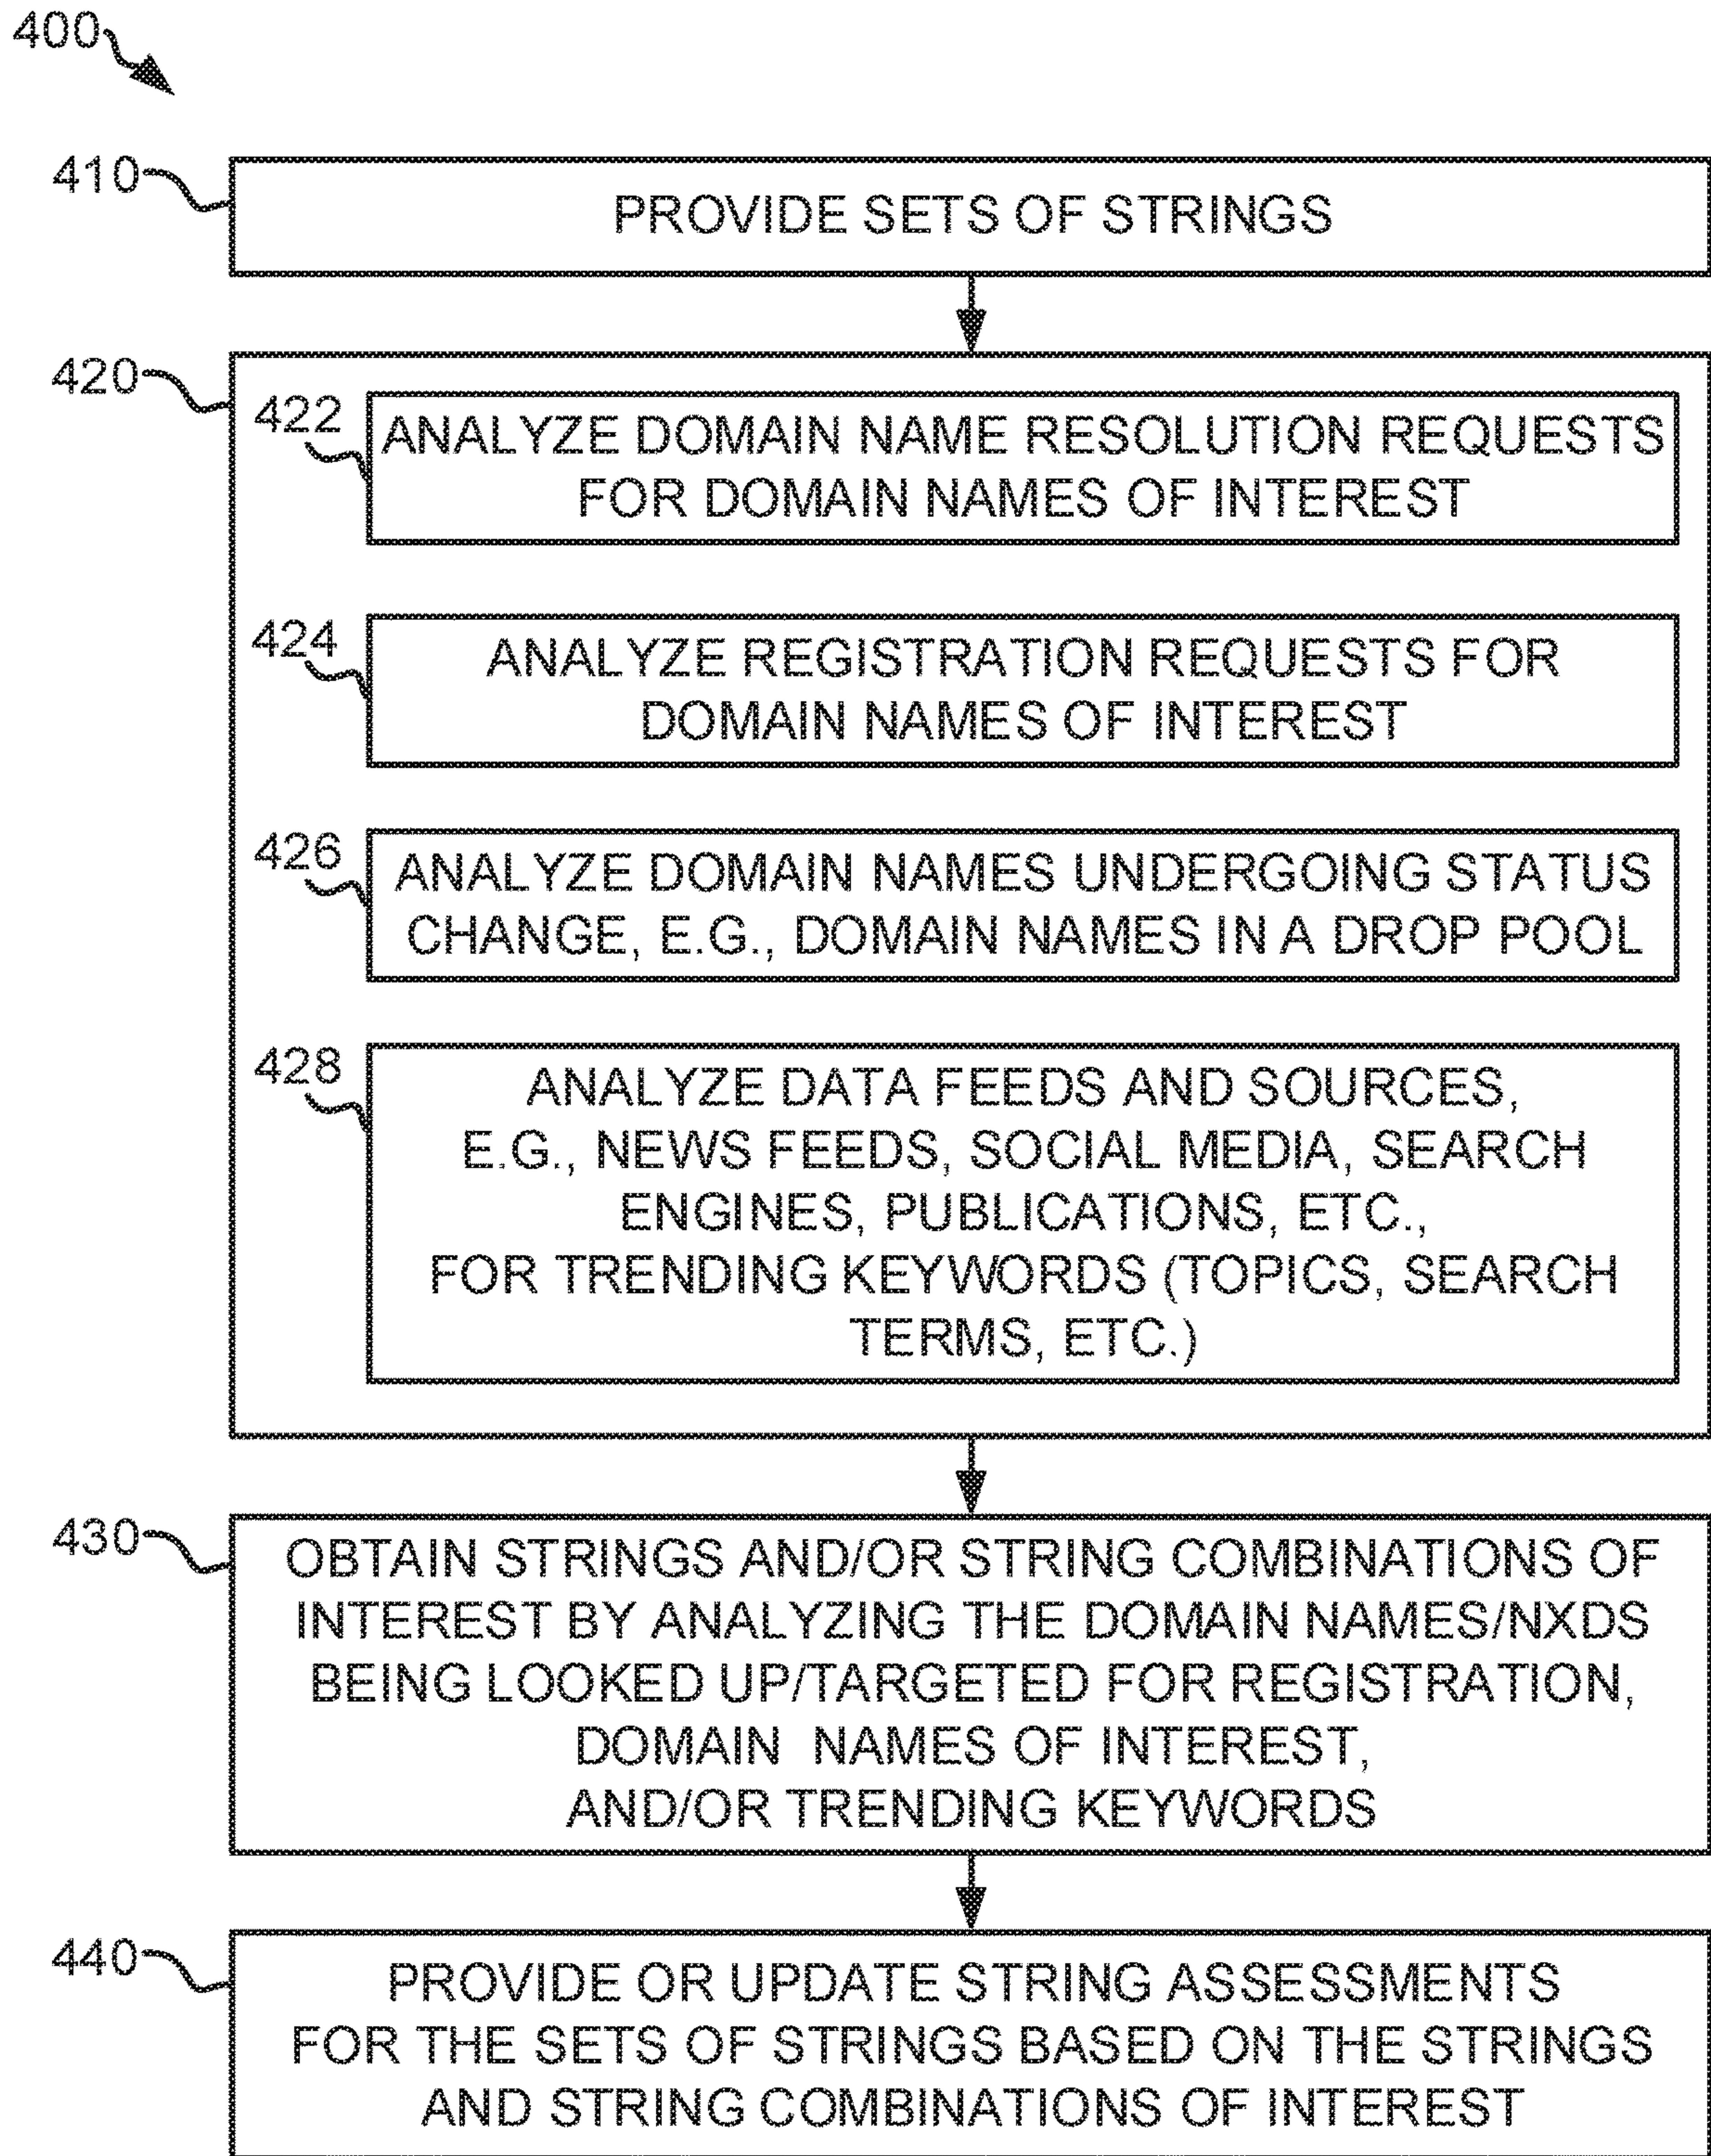 400
410
PROVIDE SETS OF STRINGS
420
422
ANALYZE DOMAIN NAME RESOLUTION REQUESTS
FOR DOMAIN NAMES OF INTEREST
424
ANALYZE REGISTRATION REQUESTS FOR
DOMAIN NAMES OF INTEREST
426
ANALYZE DOMAIN NAMES UNDERGOING STATUS
CHANGE, E.G., DOMAIN NAMES IN A DROP POOL
428
ANALYZE DATA FEEDS AND SOURCES,
E.G., NEWS FEEDS, SOCIAL MEDIA, SEARCH
ENGINES, PUBLICATIONS, ETC.,
FOR TRENDING KEYWORDS (TOPICS, SEARCH
TERMS, ETC.)
430
OBTAIN STRINGS AND/OR STRING COMBINATIONS OF
INTEREST BY ANALYZING THE DOMAIN NAMES/NXDS
BEING LOOKED UP/TARGETED FOR REGISTRATION,
DOMAIN NAMES OF INTEREST,
AND/OR TRENDING KEYWORDS
440
PROVIDE OR UPDATE STRING ASSESSMENTS
FOR THE SETS OF STRINGS BASED ON THE STRINGS
AND STRING COMBINATIONS OF INTEREST